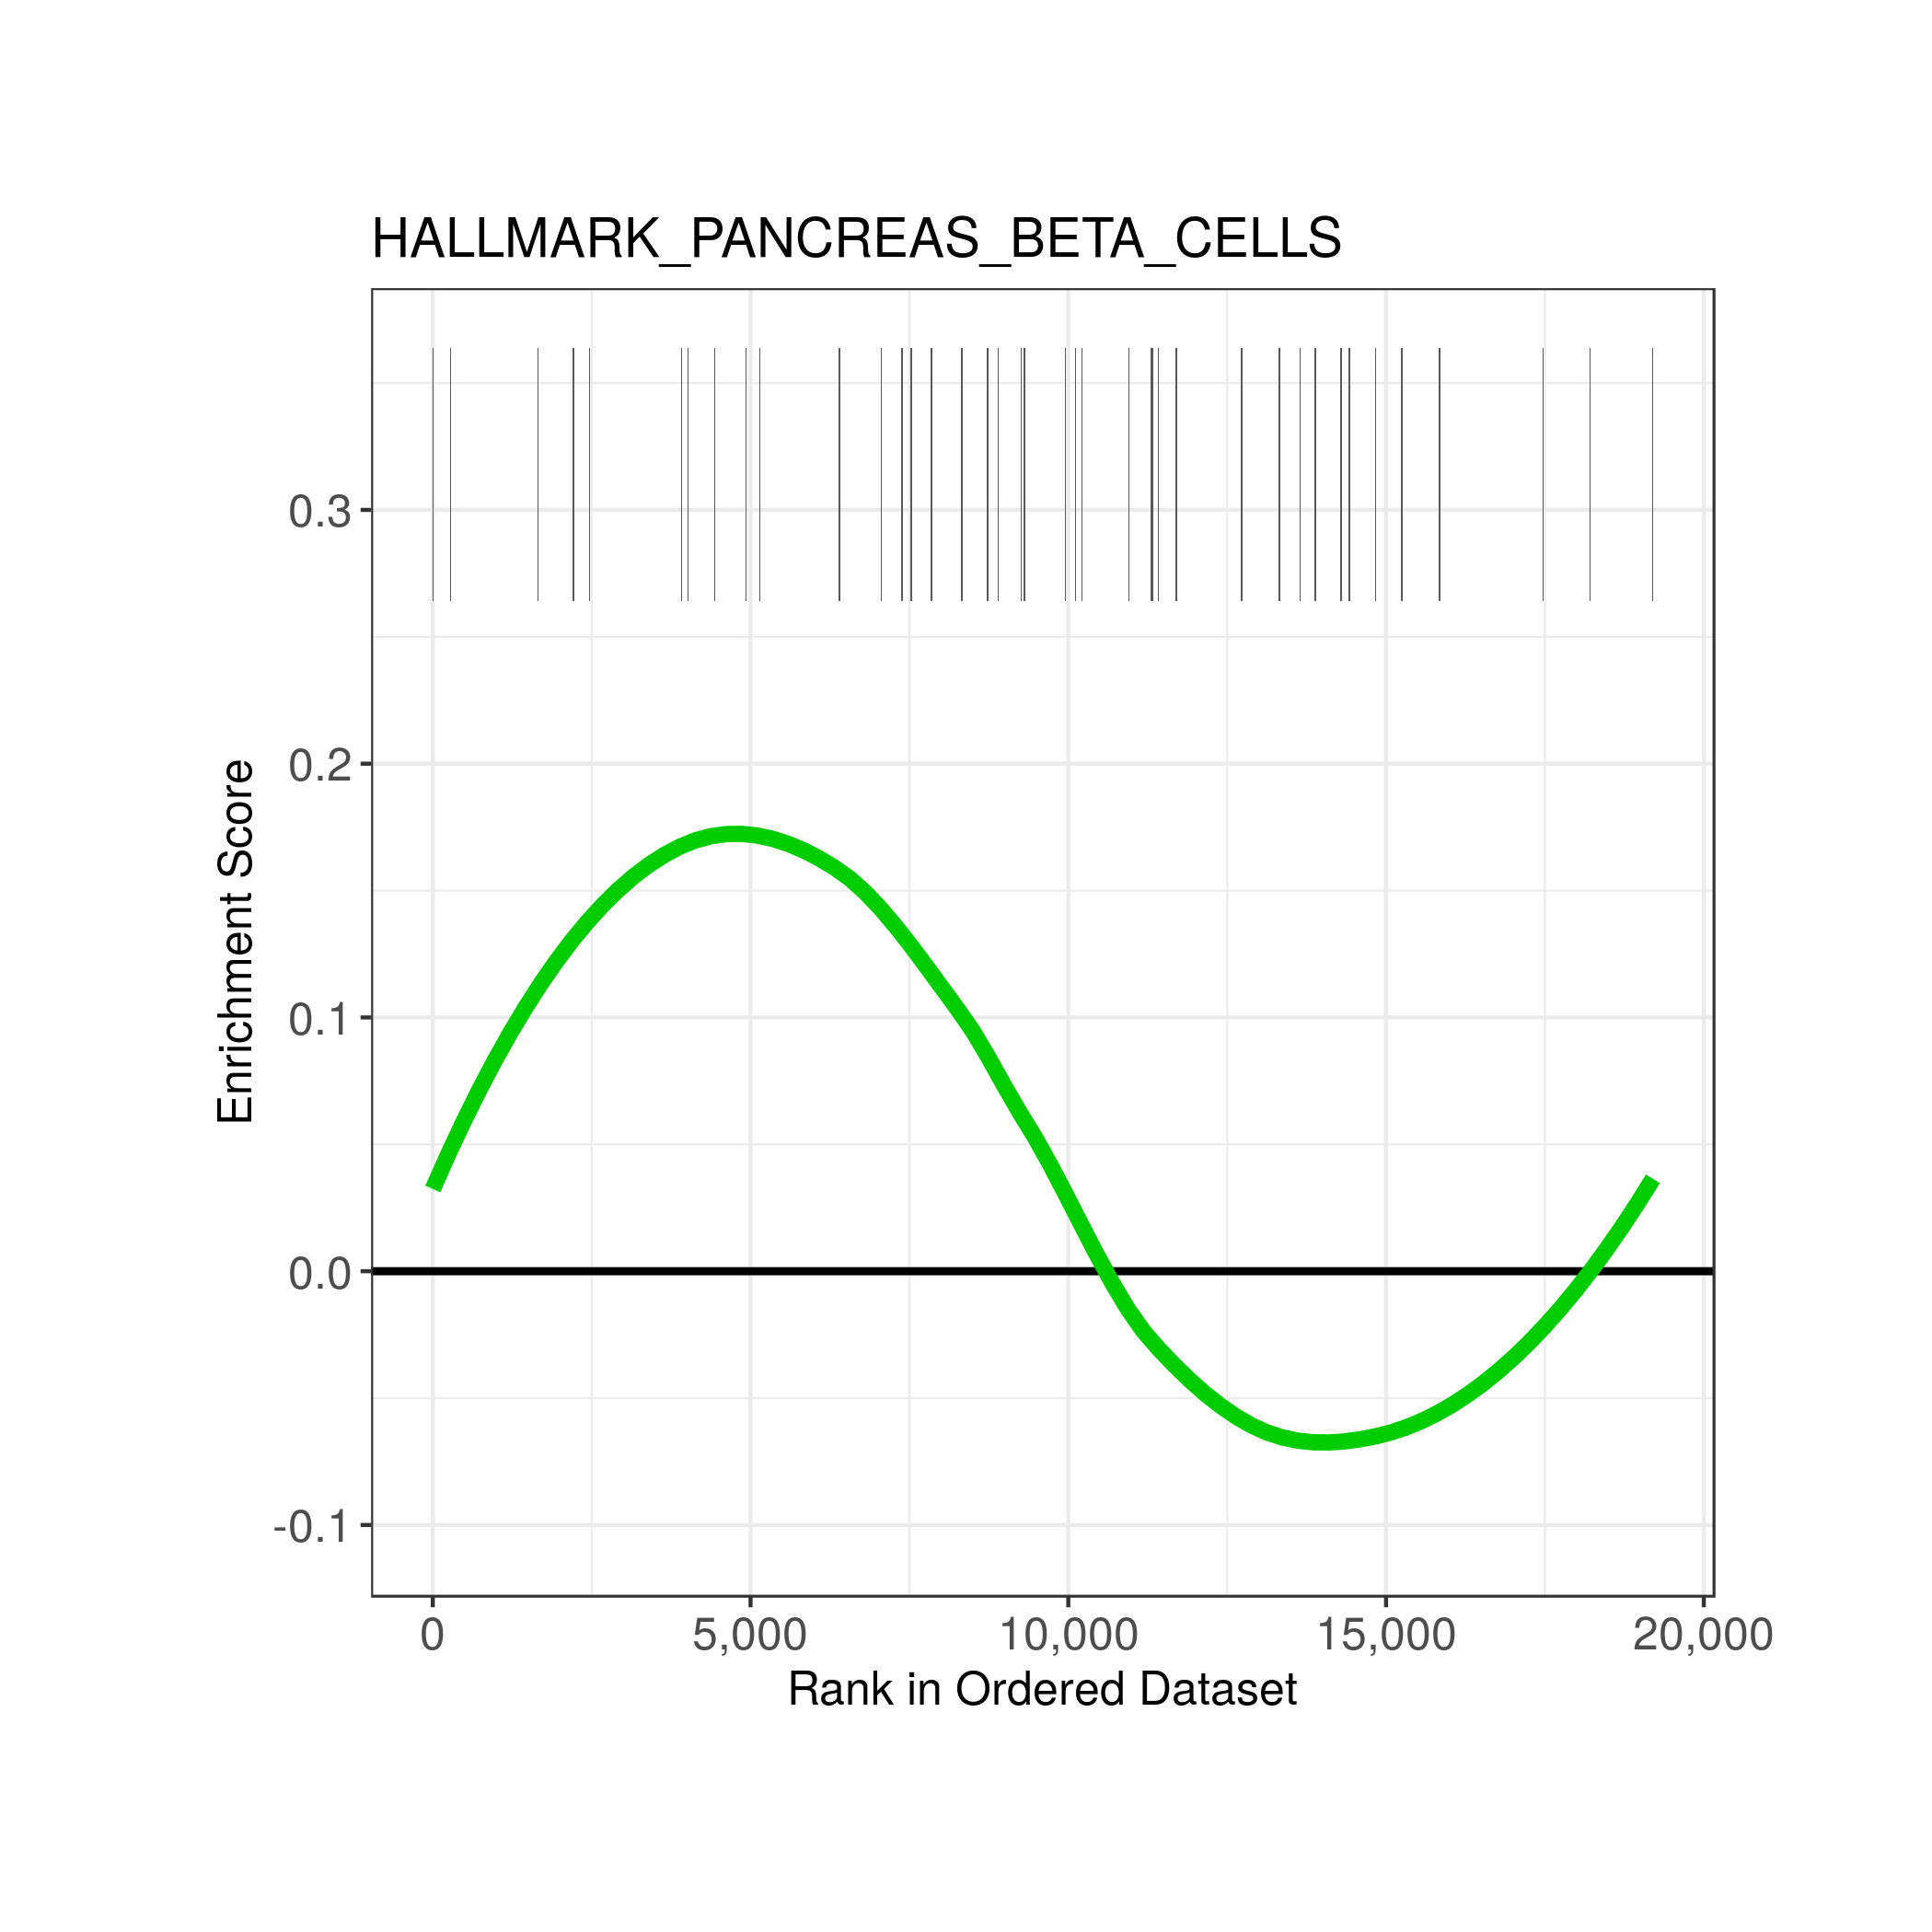 HALLMARK_PANCREAS_BETA_CELLS
Enrichment Score
0.3
0.2
0.1
0.0
-0.1
0 5,000 10,000 15,000 20,000
Rank in Ordered Dataset